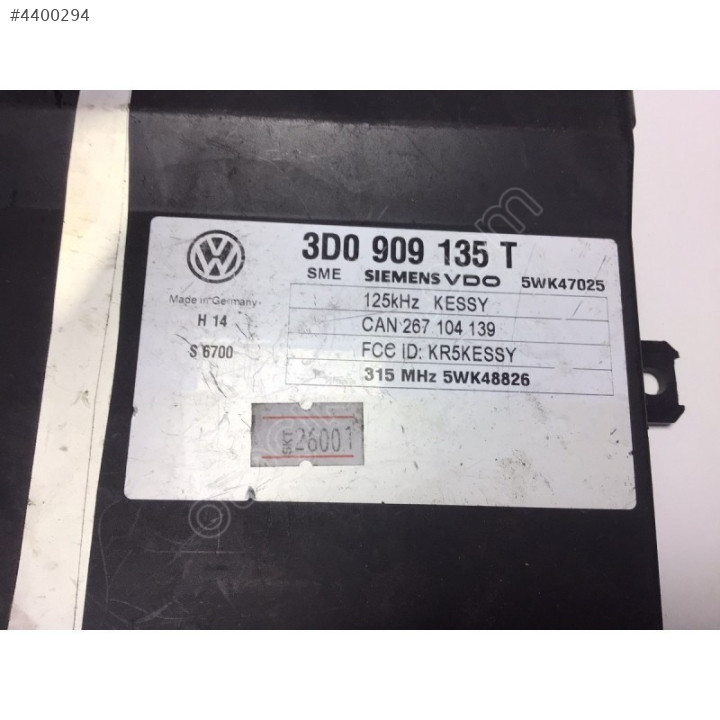 #4400294
3D0 909 135 T
SME SIEMENS VDO 5WK47025
Made in Germany
125kHz KESSY
H 14
CAN 267 104 139
S 6700
FCC ID: KR5KESSY
315 MHz 5WK48826
26001